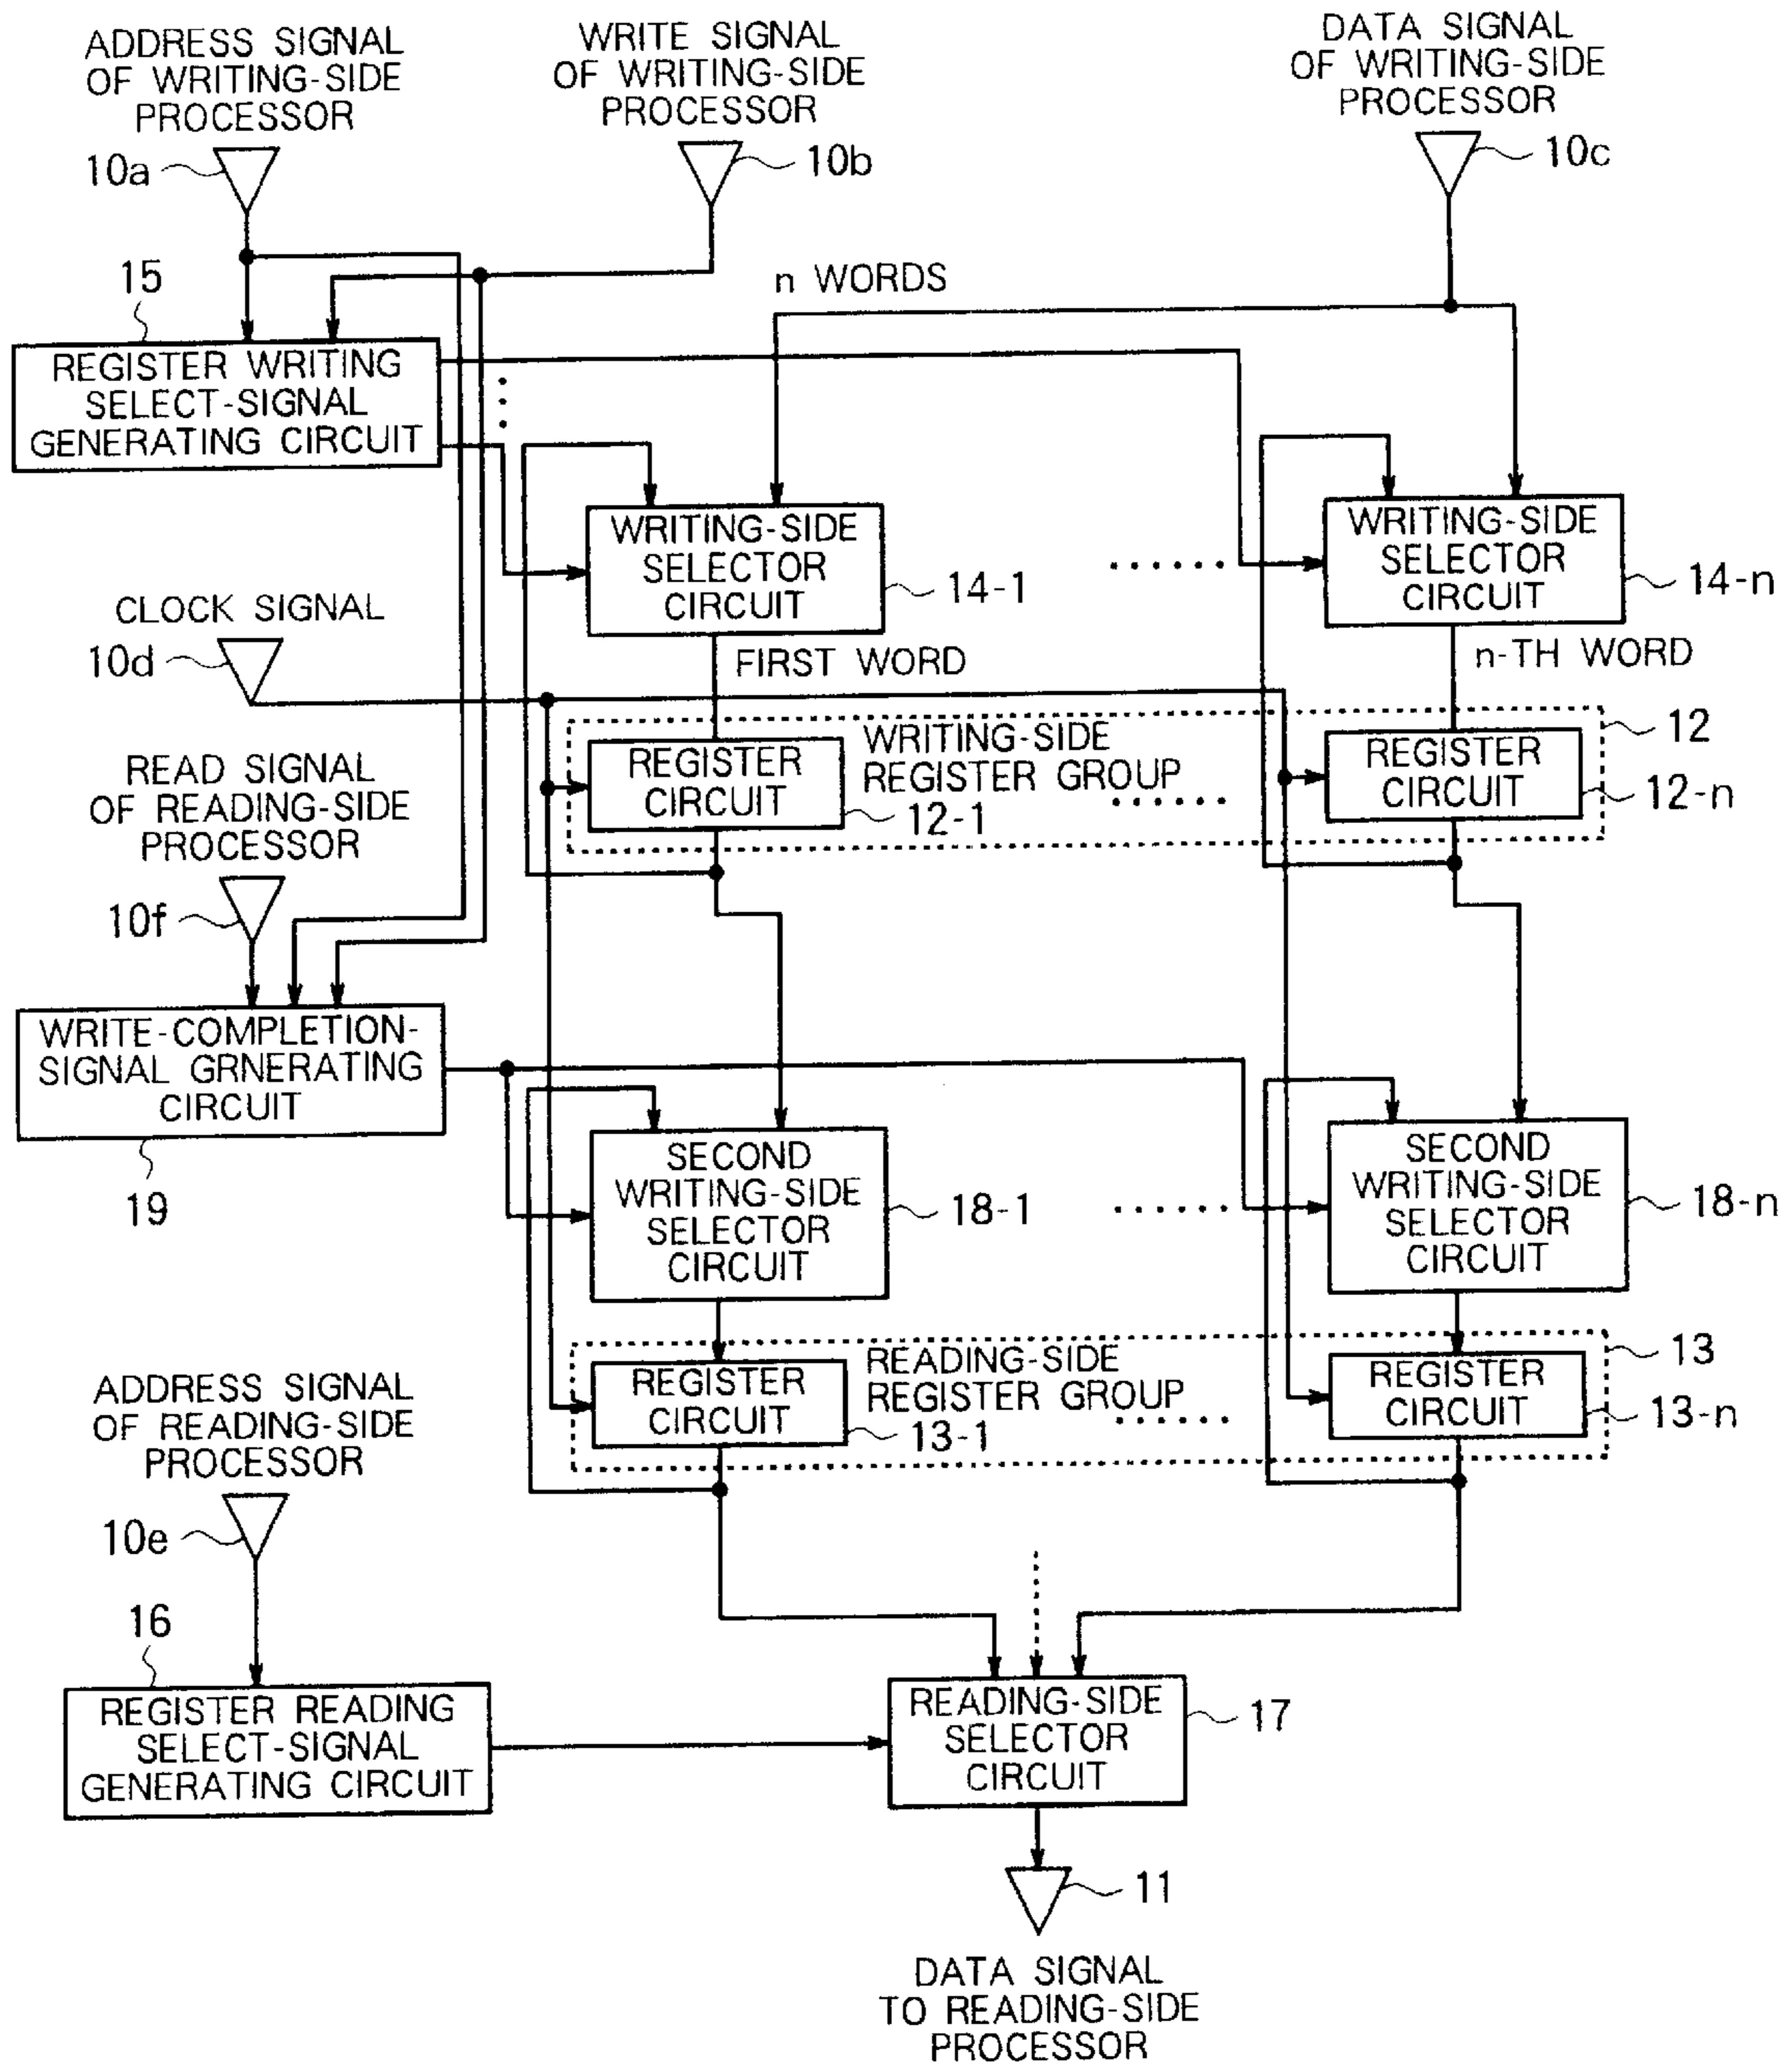 ADDRESS SIGNAL
OF WRITING-SIDE
PROCESSOR
10a
WRITE SIGNAL
OF WRITING-SIDE
PROCESSOR
10b
DATA SIGNAL
OF WRITING-SIDE
PROCESSOR
10c
15
n WORDS
REGISTER WRITING
SELECT-SIGNAL
GENERATING CIRCUIT
WRITING-SIDE
SELECTOR
CIRCUIT
14-1
WRITING-SIDE
SELECTOR
CIRCUIT
14-n
CLOCK SIGNAL
10d
FIRST WORD
n-TH WORD
12
REGISTER
CIRCUIT
12-1
WRITING-SIDE
REGISTER GROUP
REGISTER
CIRCUIT
12-n
READ SIGNAL
OF READING-SIDE
PROCESSOR
10f
WRITE-COMPLETION-
SIGNAL GRNERATING
CIRCUIT
19
SECOND
WRITING-SIDE
SELECTOR
CIRCUIT
18-1
SECOND
WRITING-SIDE
SELECTOR
CIRCUIT
18-n
13
REGISTER
CIRCUIT
13-1
READING-SIDE
REGISTER GROUP
REGISTER
CIRCUIT
13-n
ADDRESS SIGNAL
OF READING-SIDE
PROCESSOR
10e
16
REGISTER READING
SELECT-SIGNAL
GENERATING CIRCUIT
READING-SIDE
SELECTOR
CIRCUIT
17
11
DATA SIGNAL
TO READING-SIDE
PROCESSOR